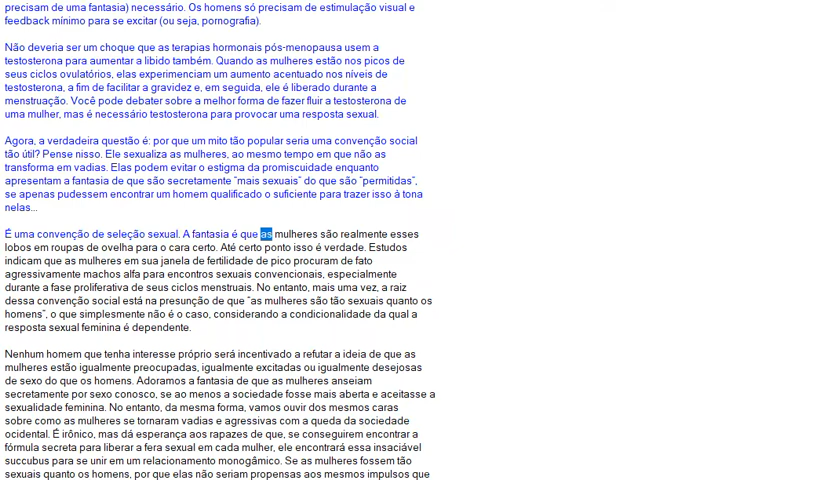 precisam de uma fantasia) necessário. Os homens só precisam de estimulação visual e
feedback mínimo para se excitar (ou seja, pornografia).
Não deveria ser um choque que as terapias hormonais pós-menopausa usem a
testosterona para aumentar a libido também. Quando as mulheres estão nos picos de
seus ciclos ovulatórios, elas experienciam um aumento acentuado nos níveis de
testosterona, a fim de facilitar a gravidez e, em seguida, ele é liberado durante a
menstruação. Você pode debater sobre a melhor forma de fazer fluir a testosterona de
uma mulher, mas é necessário testosterona para provocar uma resposta sexual.
Agora, a verdadeira questão é: por que um mito tão popular seria uma convenção social
tão útil? Pense nisso. Ele sexualiza as mulheres, ao mesmo tempo em que não as
transforma em vadias. Elas podem evitar o estigma da promiscuidade enquanto
apresentam a fantasia de que são secretamente "mais sexuais" do que são "permitidas",
se apenas pudessem encontrar um homem qualificado o suficiente para trazer isso à tona
nelas...
É uma convenção de seleção sexual. A fantasia é que as mulheres são realmente esses
lobos em roupas de ovelha para o cara certo. Até certo ponto isso é verdade. Estudos
indicam que as mulheres em sua janela de fertilidade de pico procuram de fato
agressivamente machos alfa para encontros sexuais convencionais, especialmente
durante a fase proliferativa de seus ciclos menstruais. No entanto, mais uma vez, a raiz
dessa convenção social está na presunção de que "as mulheres são tão sexuais quanto os
homens", o que simplesmente não é o caso, considerando a condicionalidade da qual a
resposta sexual feminina é dependente.
Nenhum homem que tenha interesse próprio será incentivado a refutar a ideia de que as
mulheres estão igualmente preocupadas, igualmente excitadas ou igualmente desejosas
de sexo do que os homens. Adoramos a fantasia de que as mulheres anseiam
secretamente por sexo conosco, se ao menos a sociedade fosse mais aberta e aceitasse a
sexualidade feminina. No entanto, da mesma forma, vamos ouvir dos mesmos caras
sobre como as mulheres se tornaram vadias e agressivas com a queda da sociedade
ocidental. É irônico, mas dá esperança aos rapazes de que, se conseguirem encontrar a
fórmula secreta para liberar a fera sexual em cada mulher, ele encontrará essa insaciável
succubus para se unir em um relacionamento monogâmico. Se as mulheres fossem tão
sexuais quanto os homens, por que elas não seriam propensas aos mesmos impulsos que